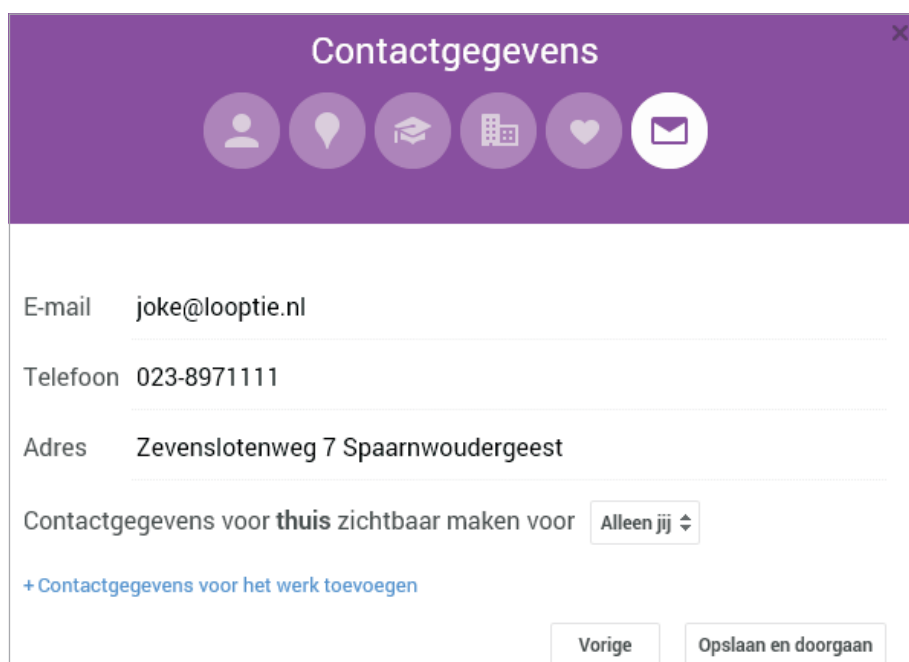 Contactgegevens
E-mail joke@looptie.nl
Telefoon 023-8971111
Adres Zevenslotenweg 7 Spaarnwoudergeest
Contactgegevens voor thuis zichtbaar maken voor Alleen jij
+ Contactgegevens voor het werk toevoegen
Vorige Opslaan en doorgaan